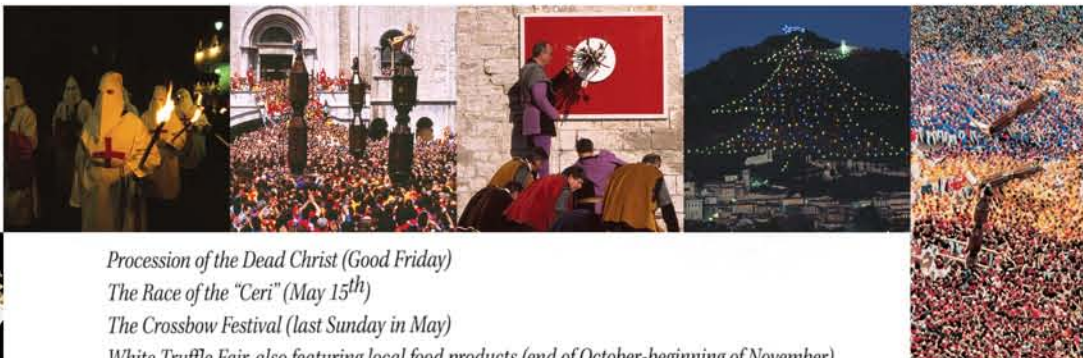 Procession of the Dead Christ (Good Friday)
The Race of the "Ceri" (May 15th)
The Crossbow Festival (last Sunday in May)
White Truffle Fair, also featuring local food products (end of October-beginning of November)